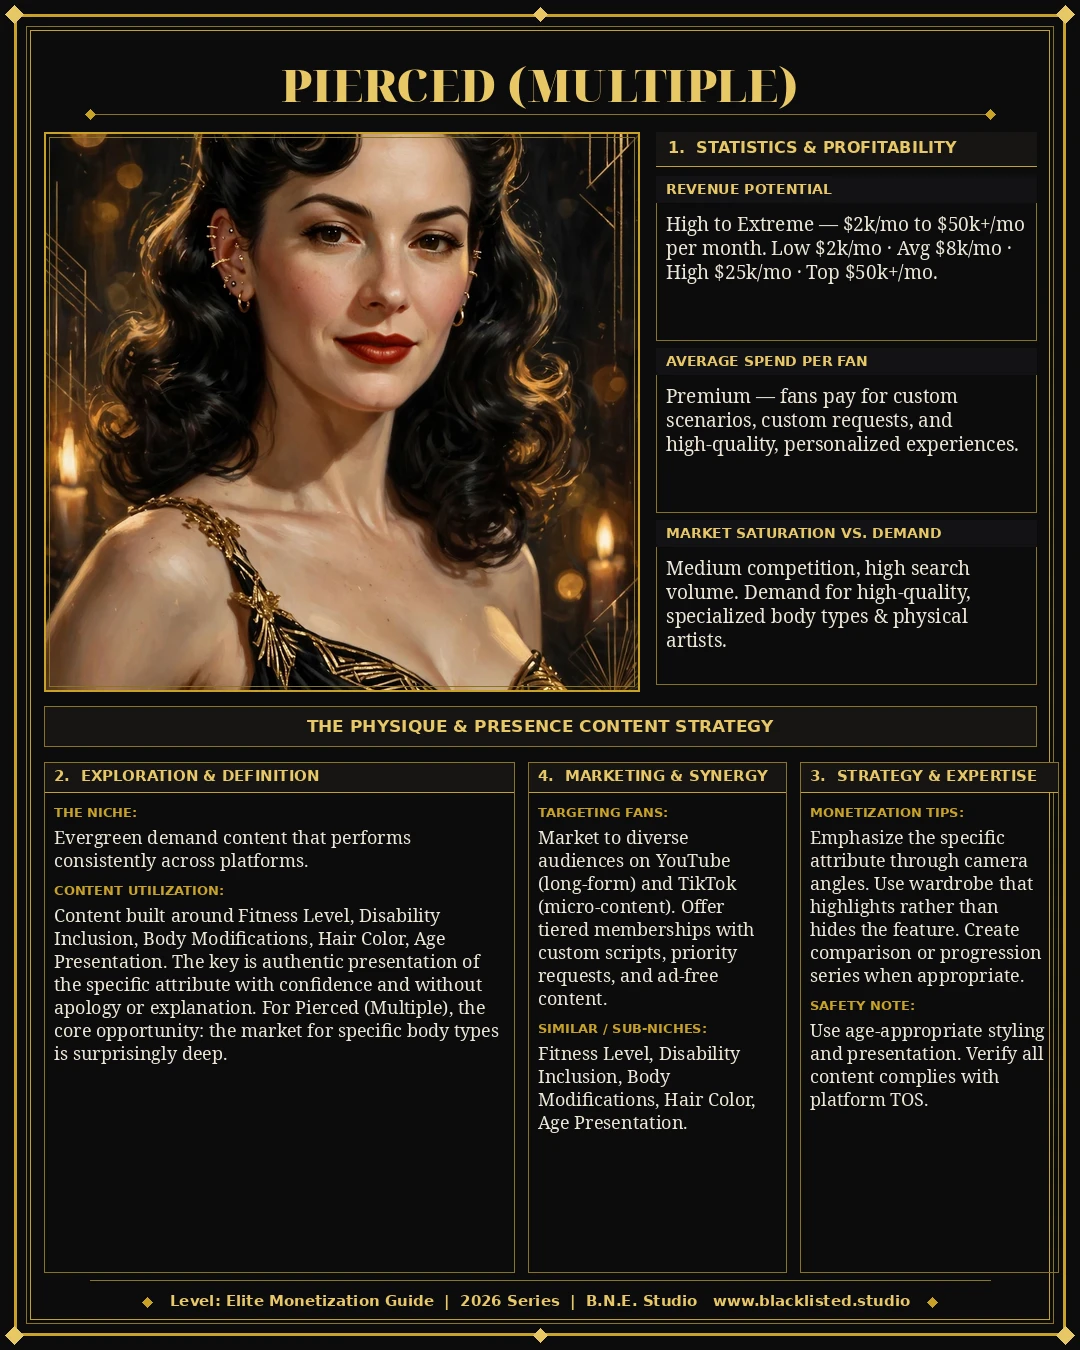 PIERCED (MULTIPLE)
1. STATISTICS & PROFITABILITY
REVENUE POTENTIAL
High to Extreme — $2k/mo to $50k+/mo
per month. Low $2k/mo · Avg $8k/mo ·
High $25k/mo · Top $50k+/mo.
AVERAGE SPEND PER FAN
Premium — fans pay for custom
scenarios, custom requests, and
high-quality, personalized experiences.
MARKET SATURATION VS. DEMAND
Medium competition, high search
volume. Demand for high-quality,
specialized body types & physical
artists.
THE PHYSIQUE & PRESENCE CONTENT STRATEGY
2. EXPLORATION & DEFINITION
THE NICHE:
Evergreen demand content that performs
consistently across platforms.
CONTENT UTILIZATION:
Content built around Fitness Level, Disability
Inclusion, Body Modifications, Hair Color, Age
Presentation. The key is authentic presentation of
the specific attribute with confidence and without
apology or explanation. For Pierced (Multiple), the
core opportunity: the market for specific body types
is surprisingly deep.
4. MARKETING & SYNERGY
TARGETING FANS:
Market to diverse
audiences on YouTube
(long-form) and TikTok
(micro-content). Offer
tiered memberships with
custom scripts, priority
requests, and ad-free
content.
SIMILAR / SUB-NICHES:
Fitness Level, Disability
Inclusion, Body
Modifications, Hair Color,
Age Presentation.
3. STRATEGY & EXPERTISE
MONETIZATION TIPS:
Emphasize the specific
attribute through camera
angles. Use wardrobe that
highlights rather than
hides the feature. Create
comparison or progression
series when appropriate.
SAFETY NOTE:
Use age-appropriate styling
and presentation. Verify all
content complies with
platform TOS.
Level: Elite Monetization Guide | 2026 Series | B.N.E. Studio www.blacklisted.studio